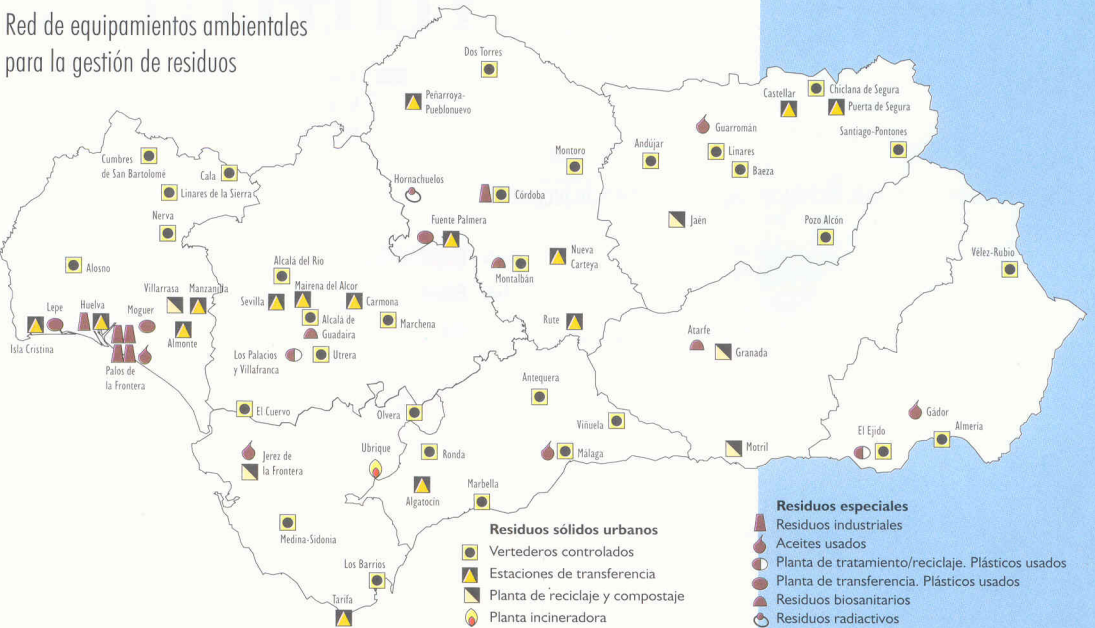 Red de equipamientos ambientales
para la gestión de residuos
Dos Torres
Peñarroya-
Pueblonuevo
Castellar
Chiclana de Segura
Puerta de Segura
Santiago-Pontones
Guarromán
Andújar
Linares
Baeza
Montoro
Cumbres
de San Bartolomé
Cala
Linares de la Sierra
Hornachuelos
Córdoba
Jaén
Pozo Alcón
Nerva
Fuente Palmera
Nueva
Carteya
Montalbán
Vélez-Rubio
Alosno
Alcalá del Río
Villarrasa
Manzanilla
Sevilla
Mairena del Alcor
Carmona
Lepe
Huelva
Moguer
Alcalá de
Guadaira
Marchena
Rute
Atarfe
Granada
Isla Cristina
Almonte
Palos de
la Frontera
Los Palacios
y Villafranca
Utrera
Antequera
El Cuervo
Olvera
Viñuela
Gádor
Almería
El Ejido
Jerez de
la Frontera
Ubrique
Ronda
Málaga
Motril
Algatocín
Marbella
Medina-Sidonia
Los Barrios
Tarifa
Residuos sólidos urbanos
Vertederos controlados
Estaciones de transferencia
Planta de reciclaje y compostaje
Planta incineradora
Residuos especiales
Residuos industriales
Aceites usados
Planta de tratamiento/reciclaje. Plásticos usados
Planta de transferencia. Plásticos usados
Residuos biosanitarios
Residuos radiactivos